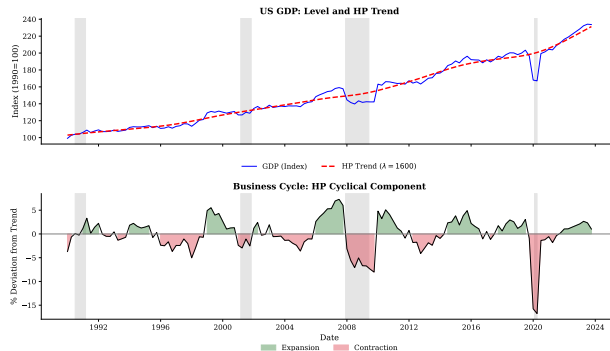 US GDP: Level and HP Trend
Index (1990=100)
240
220
200
180
160
140
120
100
GDP (Index)
HP Trend (λ = 1600)
Business Cycle: HP Cyclical Component
% Deviation from Trend
5
0
−5
−10
−15
1992
1996
2000
2004
2008
2012
2016
2020
2024
Date
Expansion
Contraction